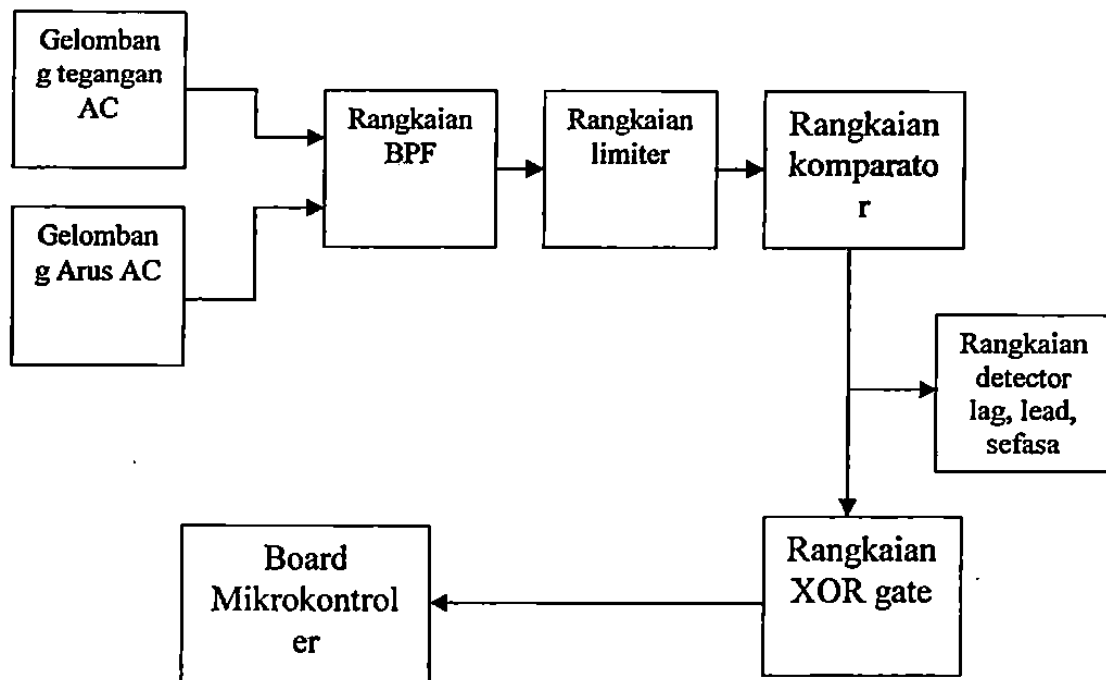 Gelomban
g tegangan
AC
Rangkaian
BPF
Rangkaian
limiter
Rangkaian
komparato
r
Gelomban
g Arus AC
Rangkaian
detector
lag, lead,
sefasa
Board
Mikrokontrol
er
Rangkaian
XOR gate